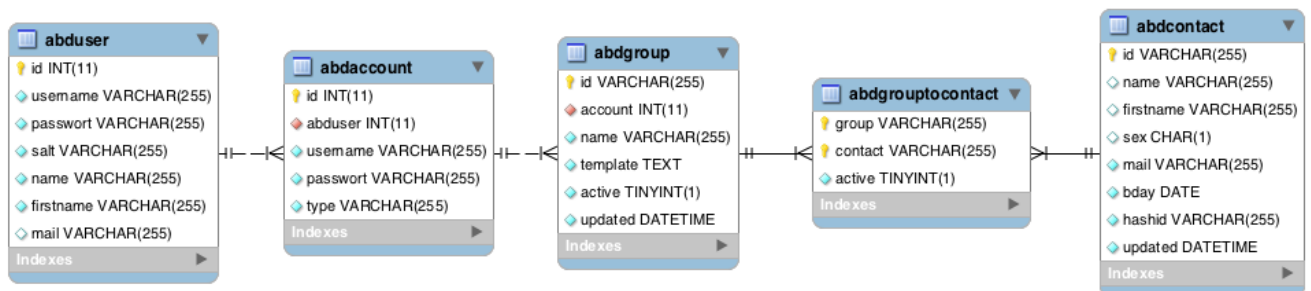 abduser
id INT(11)
username VARCHAR(255)
passwort VARCHAR(255)
salt VARCHAR(255)
name VARCHAR(255)
firstname VARCHAR(255)
mail VARCHAR(255)
Indexes
abdaccount
id INT(11)
abduser INT(11)
username VARCHAR(255)
passwort VARCHAR(255)
type VARCHAR(255)
Indexes
abdgroup
id VARCHAR(255)
account INT(11)
name VARCHAR(255)
template TEXT
active TINYINT(1)
updated DATETIME
Indexes
abdgrouptocontact
group VARCHAR(255)
contact VARCHAR(255)
active TINYINT(1)
Indexes
abdcontact
id VARCHAR(255)
name VARCHAR(255)
firstname VARCHAR(255)
sex CHAR(1)
mail VARCHAR(255)
bday DATE
hashid VARCHAR(255)
updated DATETIME
Indexes